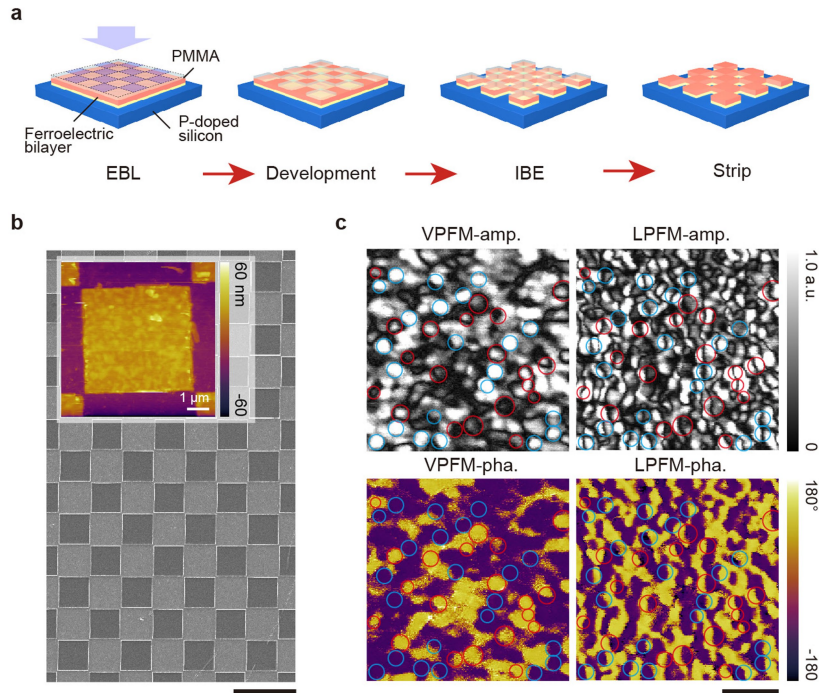 a
PMMA
Ferroelectric
bilayer
P-doped
silicon
EBL
Development
IBE
Strip
b
60 nm
-60
1 μm
c
VPFM-amp.
LPFM-amp.
1.0 a.u.
0
VPFM-pha.
LPFM-pha.
180°
-180